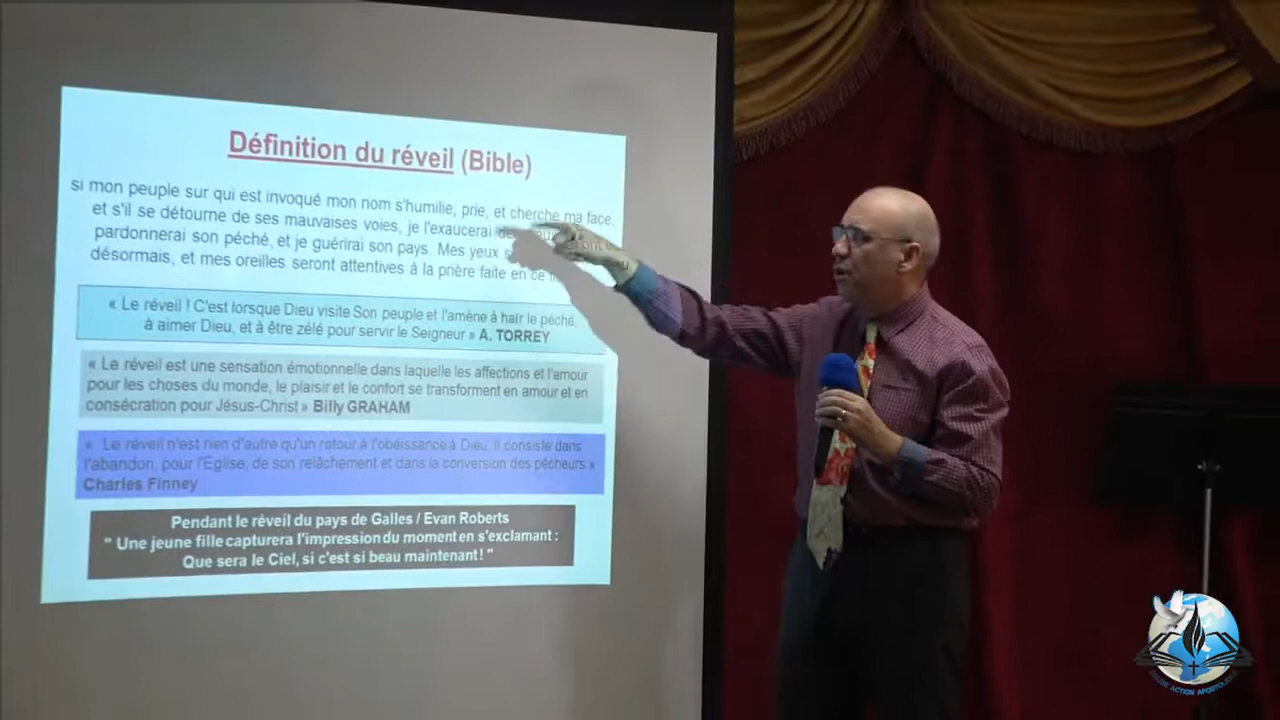 Définition du réveil (Bible)
si mon peuple sur qui est invoqué mon nom s'humilie, prie, et cherche ma face,
et s'il se détourne de ses mauvaises voies, je l'exaucerai
pardonnerai son péché, et je guérirai son pays. Mes yeux
désormais, et mes oreilles seront attentives à la prière faite en ce
« Le réveil ! C'est lorsque Dieu visite Son peuple et l'amène à haïr le péché,
à aimer Dieu, et à être zélé pour servir le Seigneur » A. TORREY
« Le réveil est une sensation émotionnelle dans laquelle les affections et l'amour
pour les choses du monde, le plaisir et le confort se transforment en amour et en
consécration pour Jésus-Christ » Billy GRAHAM
« Le réveil n'est rien d'autre qu'un retour à l'obéissance à Dieu, il consiste dans
l'abandon, pour l'Eglise, de son relâchement et dans la conversion des pécheurs »
Charles Finney
Pendant le réveil du pays de Galles / Evan Roberts
" Une jeune fille capturera l'impression du moment en s'exclamant :
Que sera le Ciel, si c'est si beau maintenant ! "
ACTION